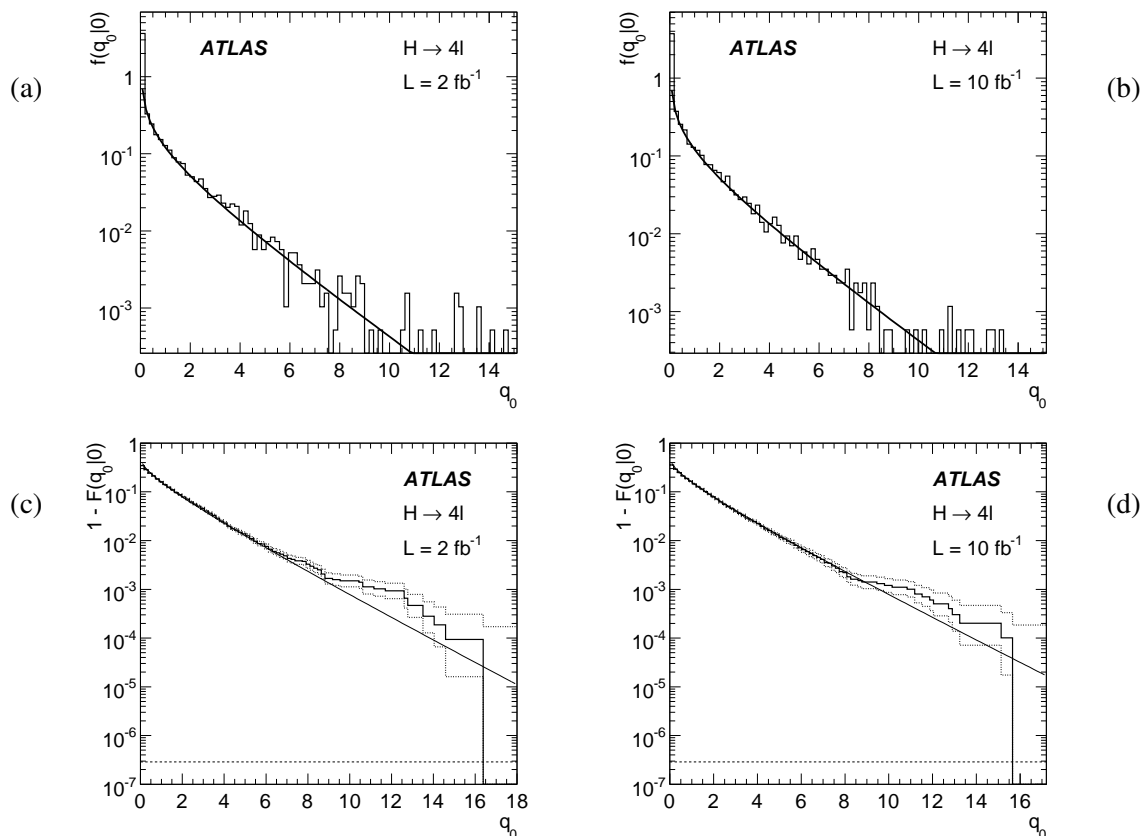 (a)
f(q0|0)
ATLAS
H → 4l
L = 2 fb-1
1
10-1
10-2
10-3
0 2 4 6 8 10 12 14
q0
(b)
f(q0|0)
ATLAS
H → 4l
L = 10 fb-1
1
10-1
10-2
10-3
0 2 4 6 8 10 12 14
q0
(c)
1 - F(q0|0)
ATLAS
H → 4l
L = 2 fb-1
1
10-1
10-2
10-3
10-4
10-5
10-6
10-7
0 2 4 6 8 10 12 14 16 18
q0
(d)
1 - F(q0|0)
ATLAS
H → 4l
L = 10 fb-1
1
10-1
10-2
10-3
10-4
10-5
10-6
10-7
0 2 4 6 8 10 12 14 16
q0